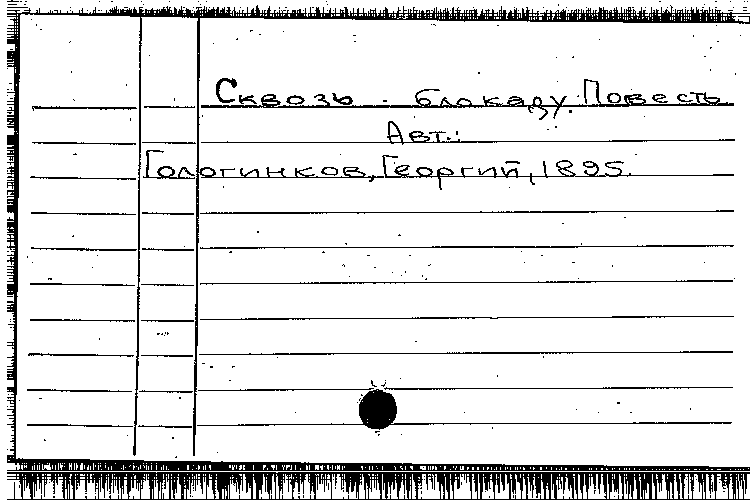 Сквозь блокаду. Повесть
Авт.:
Гологинков, Георгий, 1895.